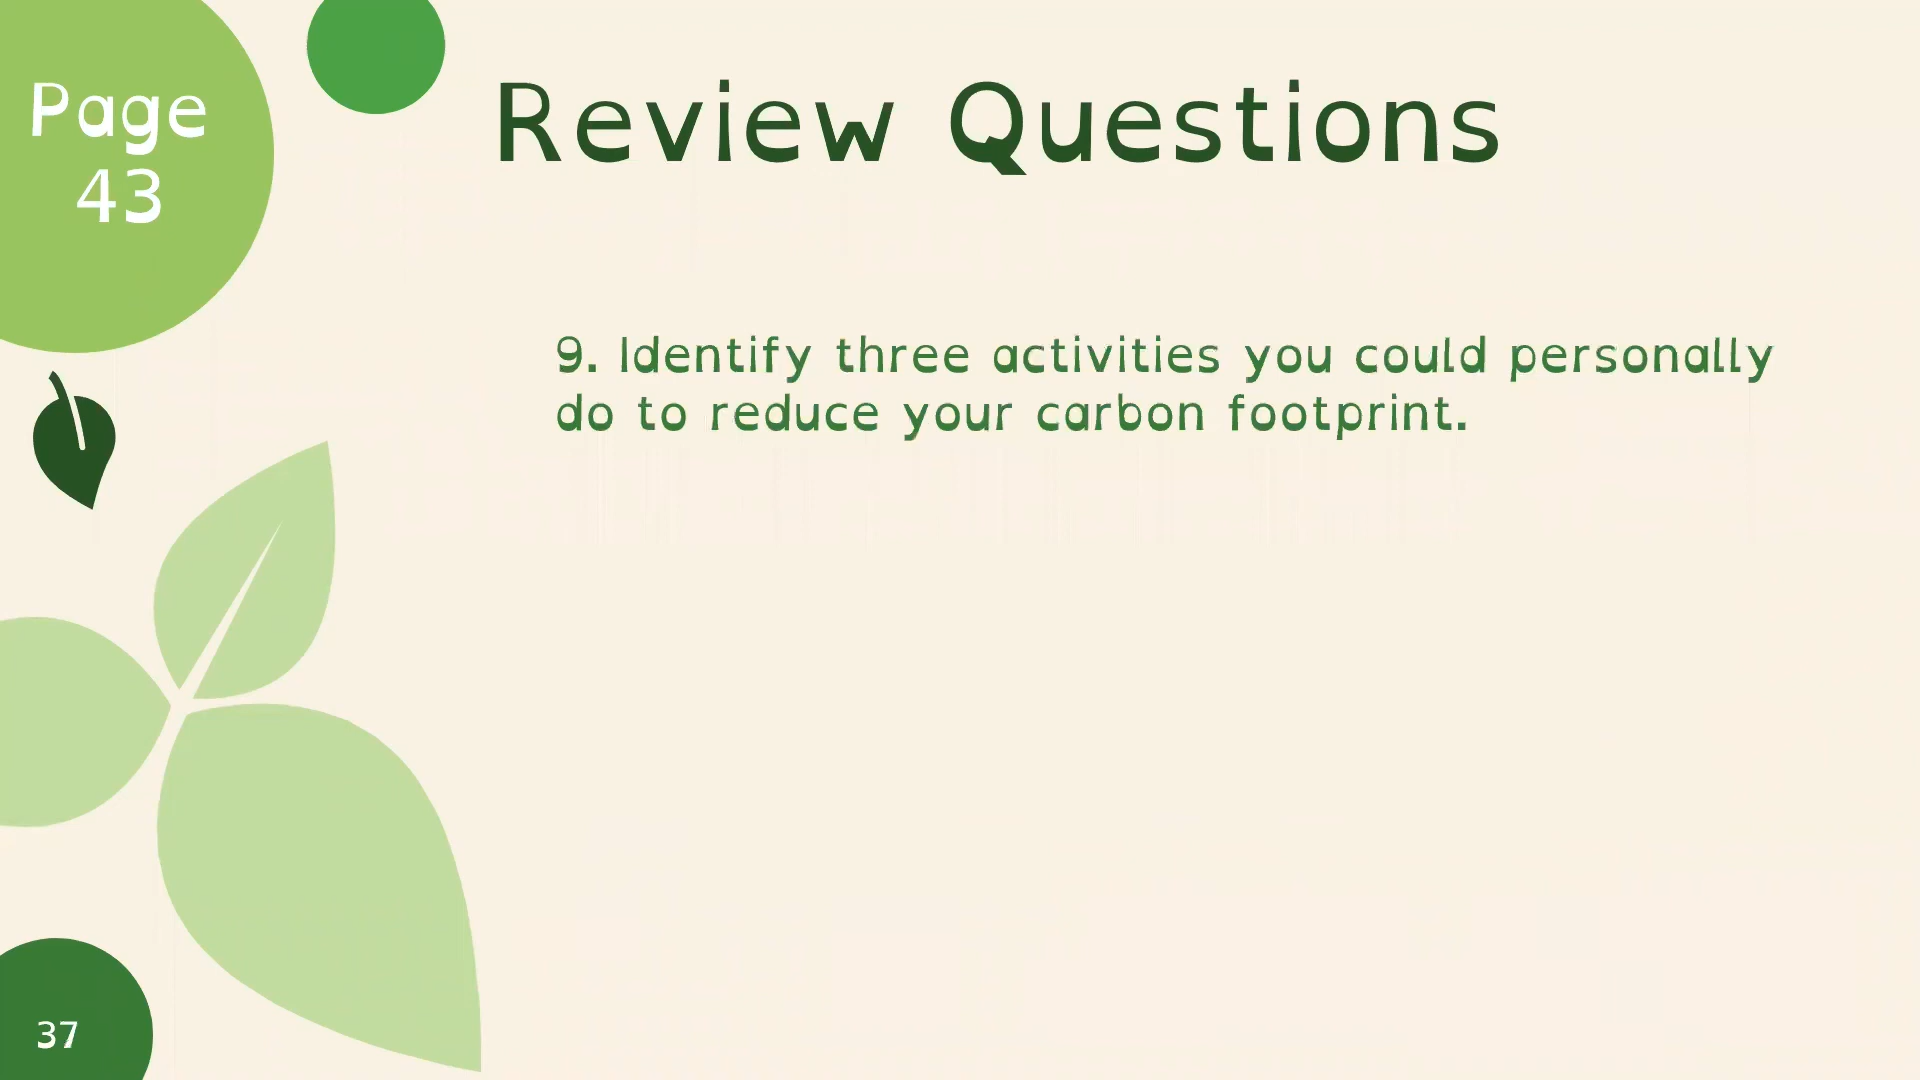 Page
43
Review Questions
9. Identify three activities you could personally
do to reduce your carbon footprint.
37